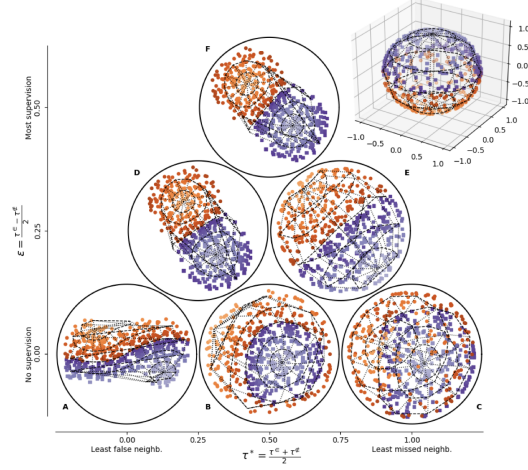 F
1.0
0.5
0.0
−0.5
−1.0
−1.0
−0.5
0.0
0.5
1.0
−1.0
−0.5
0.0
0.5
1.0
Most supervision
0.50
D
E
ε = (τ^∈ − τ^∉)/2
0.25
No supervision
0.00
A
B
C
0.00
0.25
0.50
0.75
1.00
Least false neighb.
τ* = (τ^∈ + τ^∉)/2
Least missed neighb.